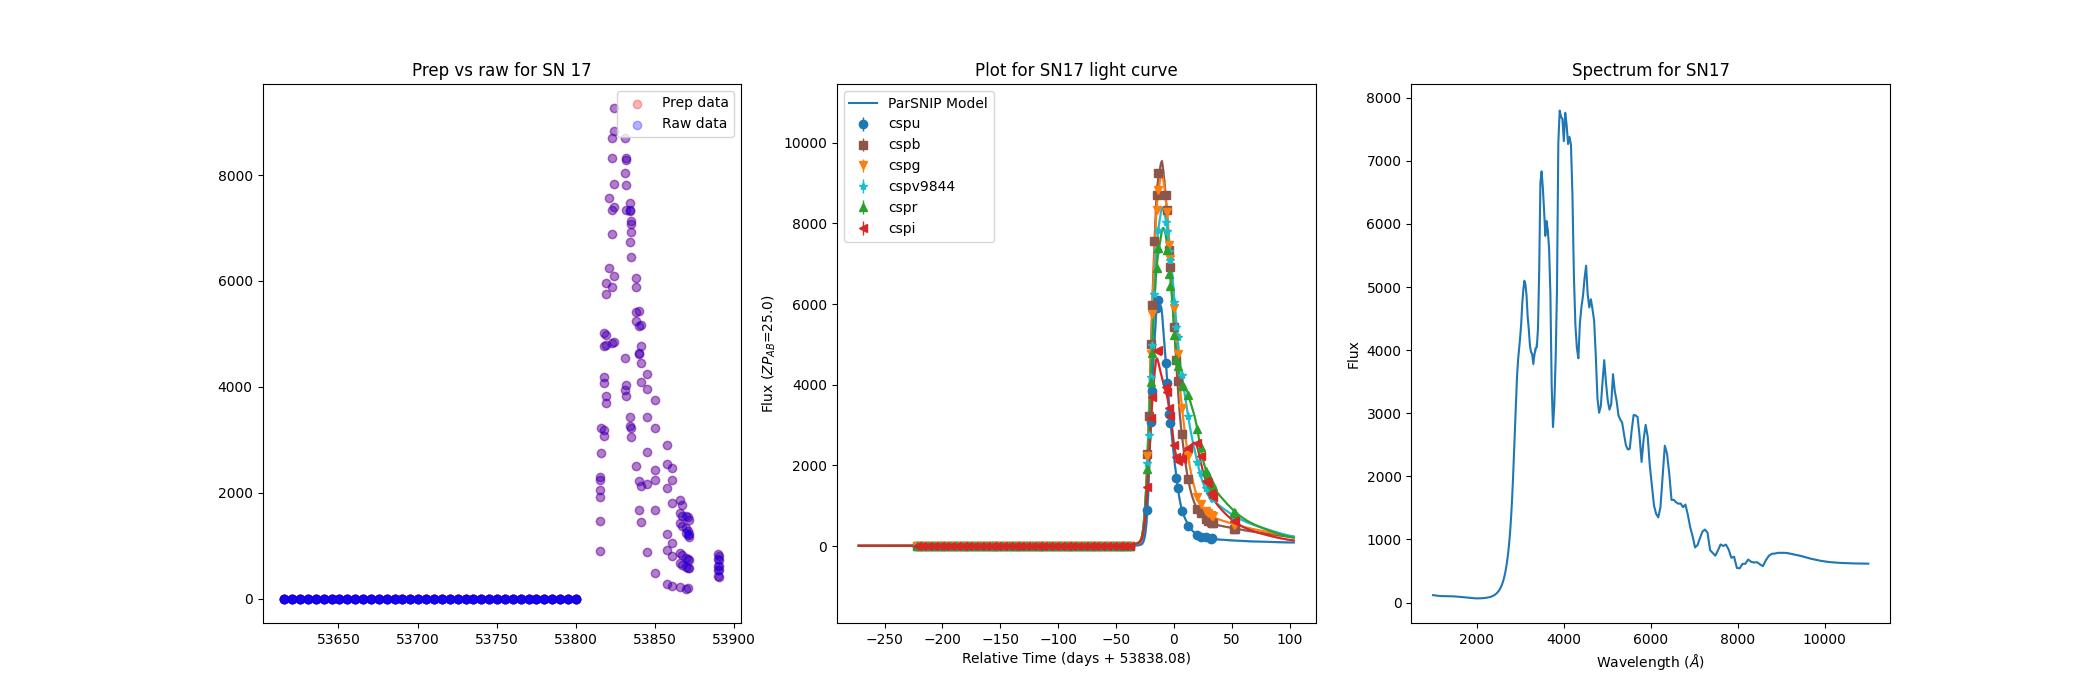 Prep vs raw for SN 17
Prep data
Raw data
8000
6000
4000
2000
0
53650 53700 53750 53800 53850 53900
Plot for SN17 light curve
ParSNIP Model
cspu
cspb
cspg
cspv9844
cspr
cspi
Flux (ZP_AB=25.0)
10000
8000
6000
4000
2000
0
−250 −200 −150 −100 −50 0 50 100
Relative Time (days + 53838.08)
Spectrum for SN17
Flux
8000
7000
6000
5000
4000
3000
2000
1000
0
2000 4000 6000 8000 10000
Wavelength (Å)